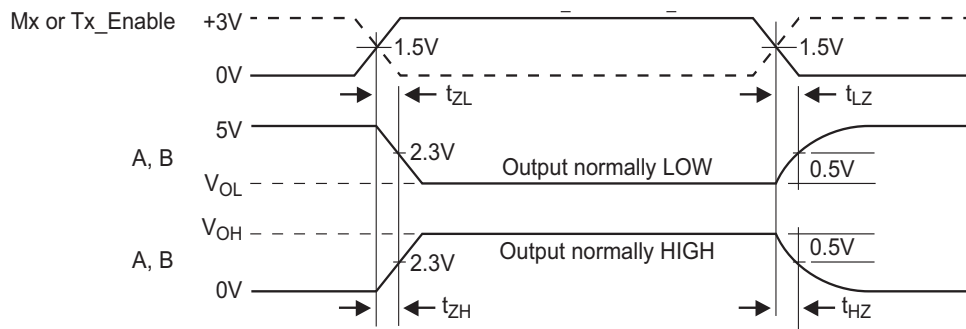 Mx or Tx_Enable
+3V
1.5V
1.5V
0V
tZL
tLZ
5V
A, B
2.3V
Output normally LOW
0.5V
VOL
VOH
A, B
2.3V
Output normally HIGH
0.5V
0V
tZH
tHZ